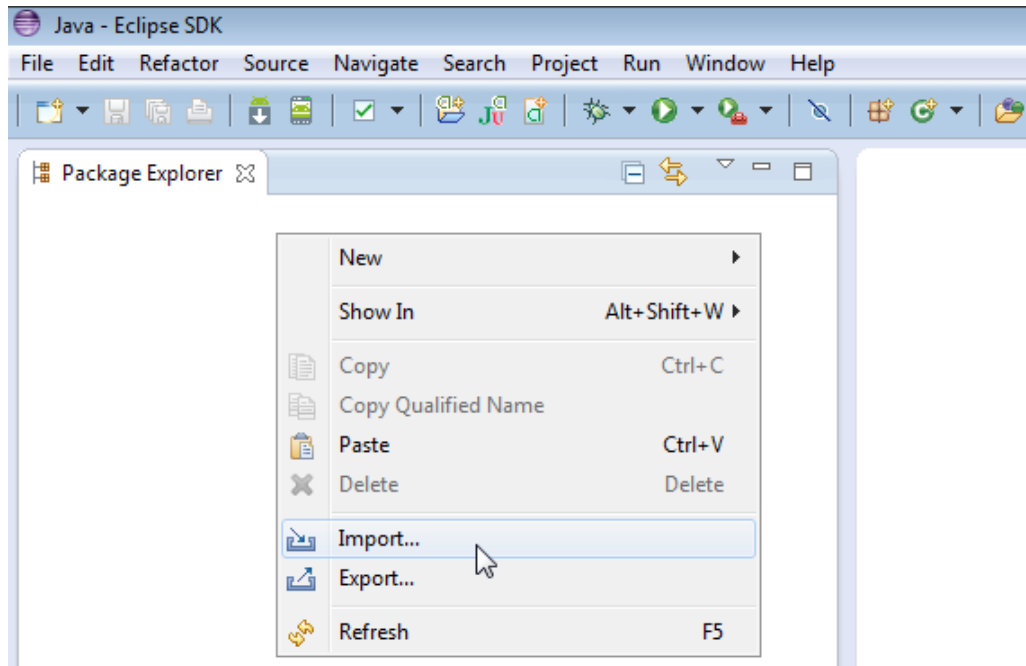 Java - Eclipse SDK
File Edit Refactor Source Navigate Search Project Run Window Help
Package Explorer
New
Show In Alt+Shift+W
Copy Ctrl+C
Copy Qualified Name
Paste Ctrl+V
Delete Delete
Import...
Export...
Refresh F5